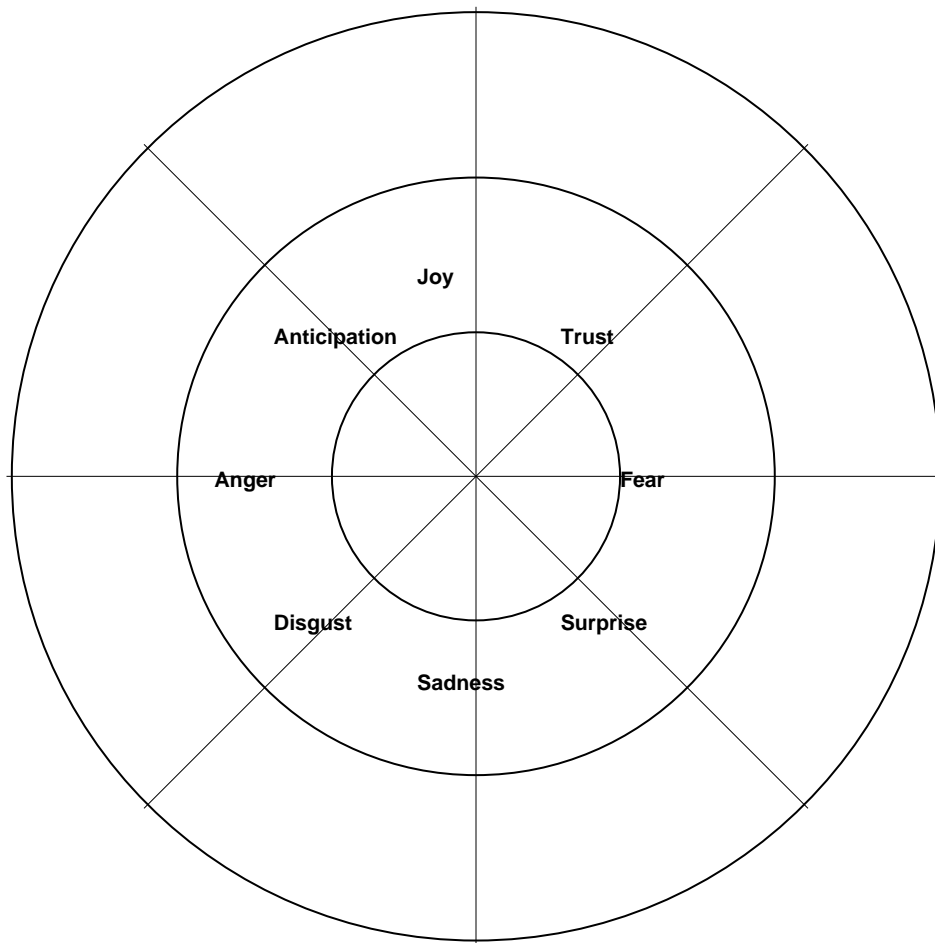 Joy
Anticipation
Trust
Anger
Fear
Disgust
Surprise
Sadness